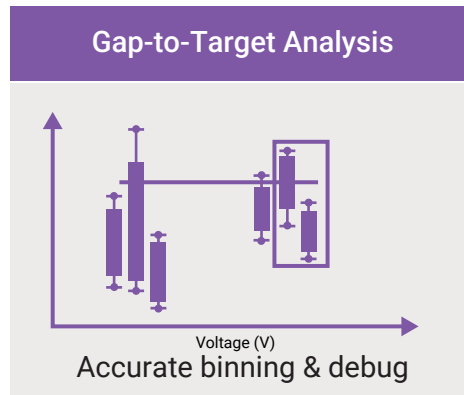 Gap-to-Target Analysis
Voltage (V)
Accurate binning & debug